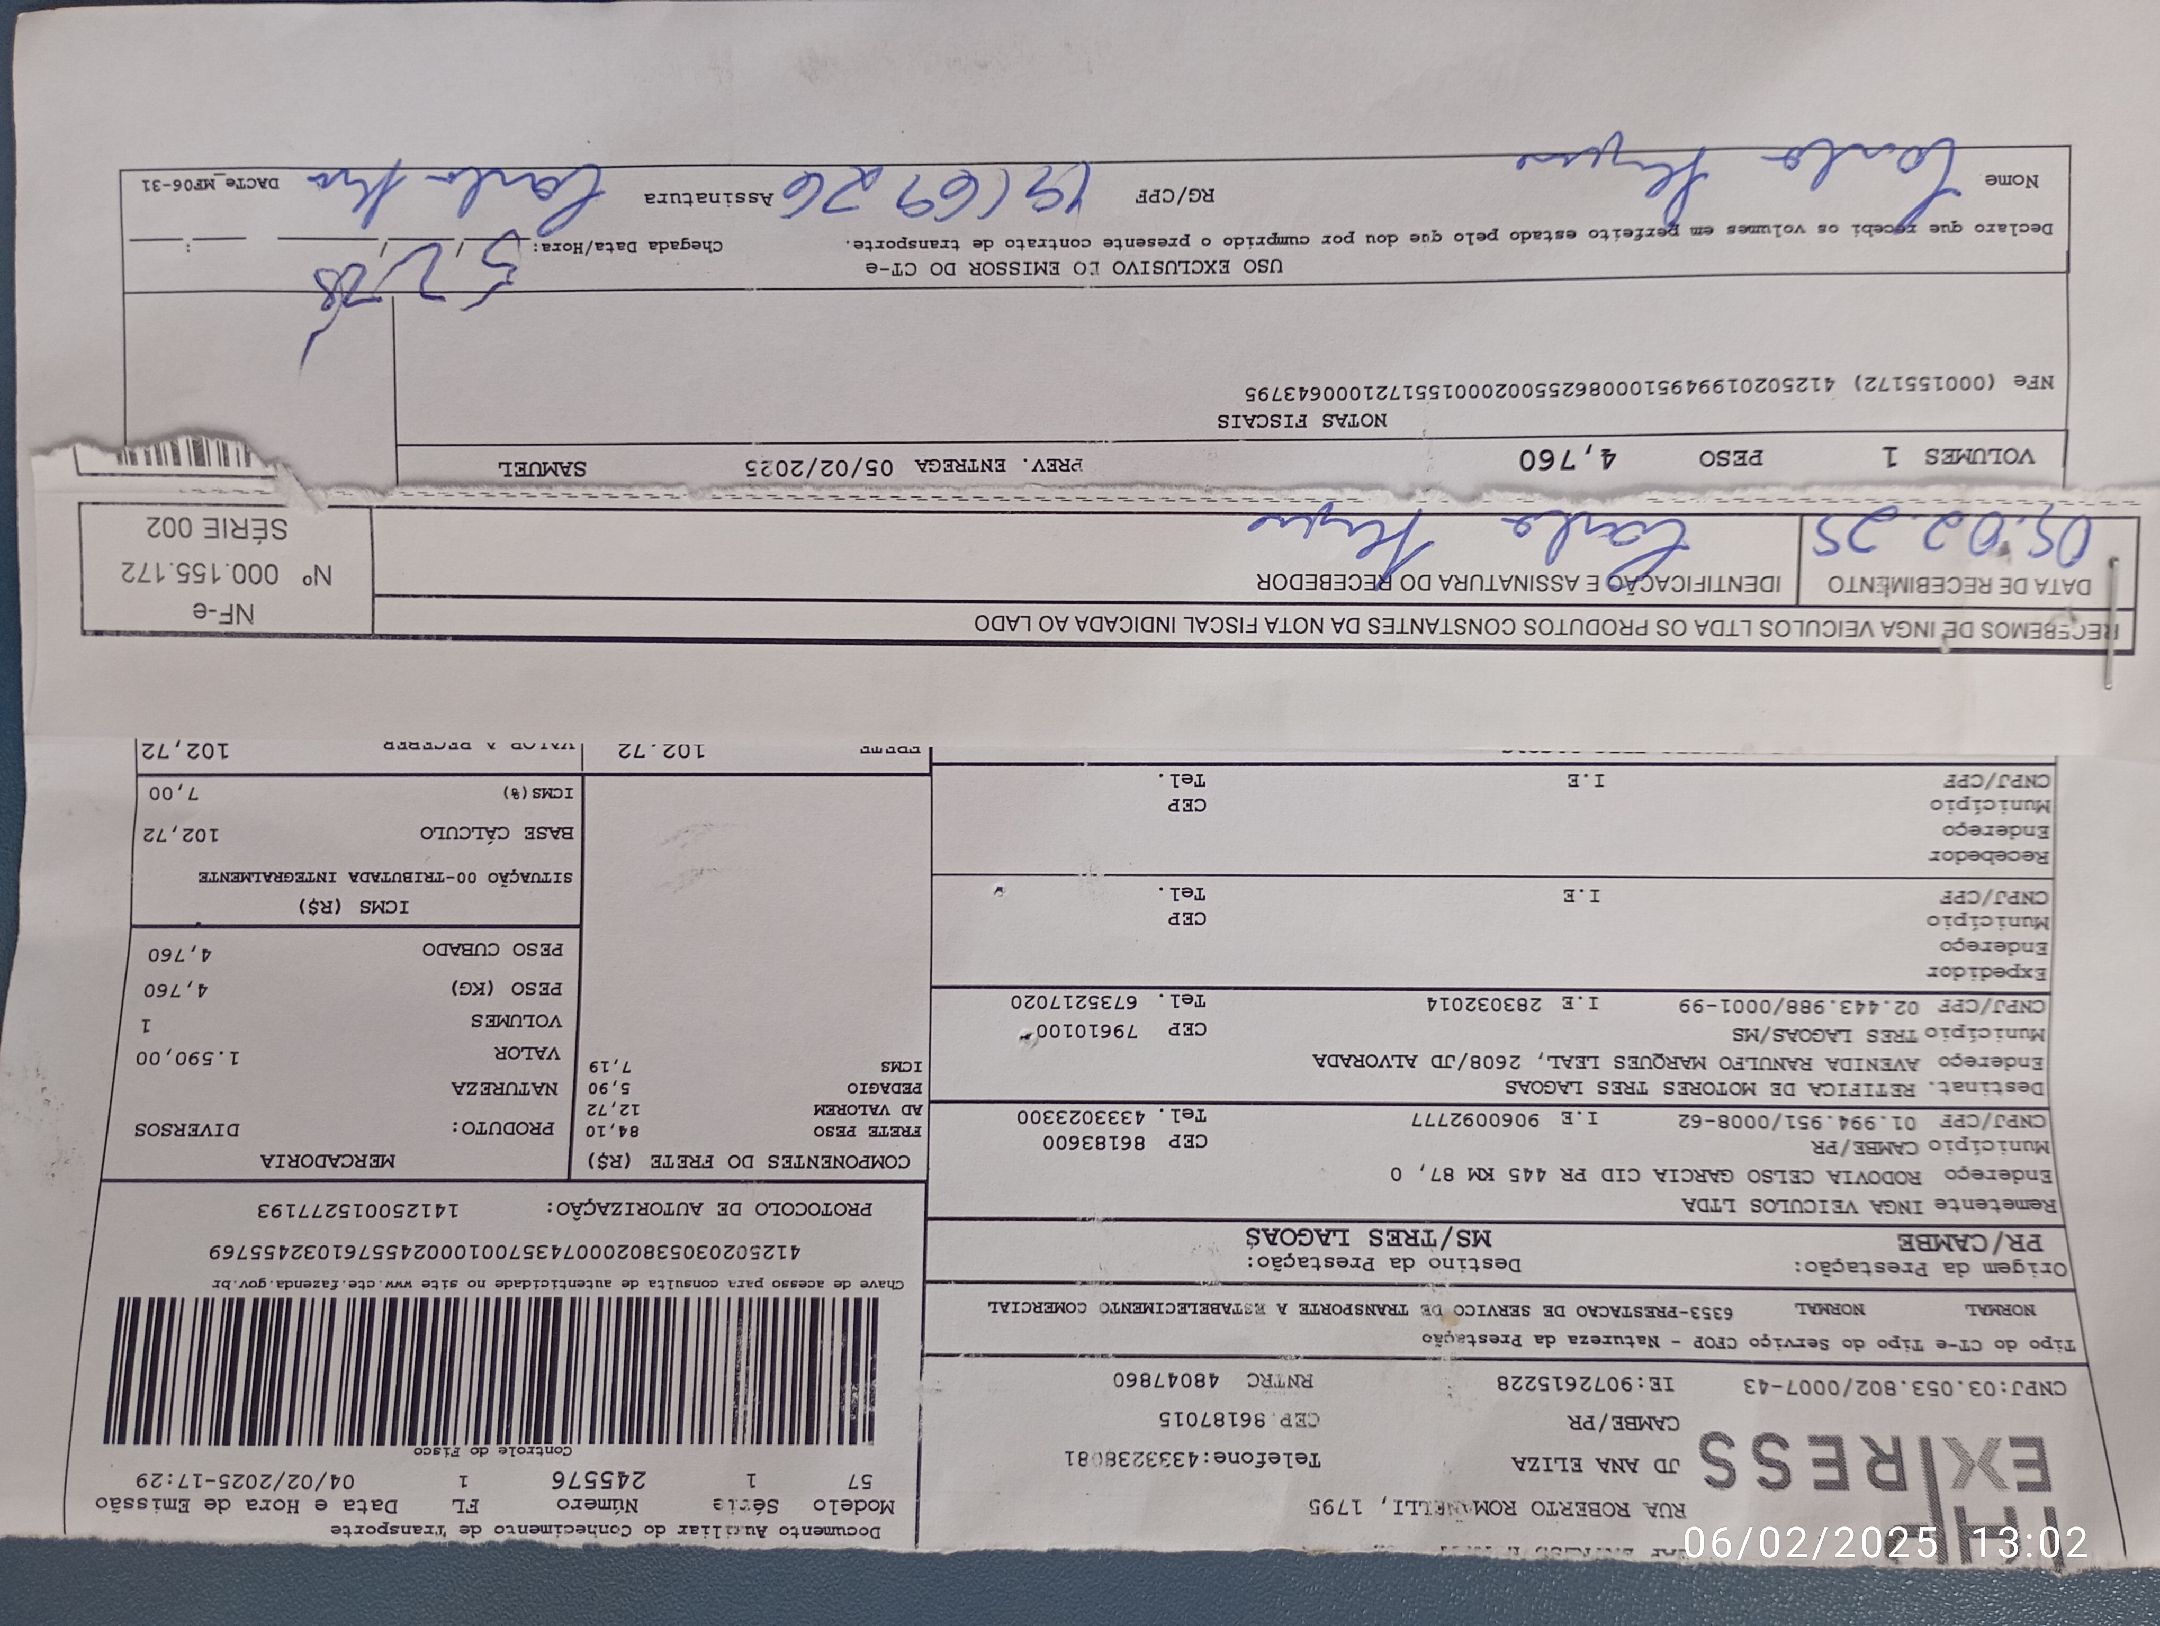 RUA ROBERTO ROMANELLI, 1795
JD ANA ELIZA Telefone:4333238081
CAMBE/PR CEP.86187015
EXPRESS
CNPJ:03.053.802/0007-43 IE:9072615228 RNTRC 48047860
Documento Auxiliar do Conhecimento de Transporte
Modelo Série Número FL Data e Hora de Emissão
57 1 245576 1 04/02/2025-17:29
Controle do Fisco
Chave de acesso para consulta de autenticidade no site www.cte.fazenda.gov.br
41250203053802000743570010002455761032455769
PROTOCOLO DE AUTORIZAÇÃO: 141250015277193
Tipo do CT-e Tipo do Serviço CFOP - Natureza da Prestação
NORMAL NORMAL 6353-PRESTACAO DE SERVICO DE TRANSPORTE A ESTABELECIMENTO COMERCIAL
Origem da Prestação: Destino da Prestação:
PR/CAMBE MS/TRES LAGOAS
Remetente INGA VEICULOS LTDA
Endereço RODOVIA CELSO GARCIA CID PR 445 KM 87, 0
Município CAMBE/PR CEP 86183600
CNPJ/CPF 01.994.951/0008-62 I.E 9060092777 Tel. 4333023300
Destinat. RETIFICA DE MOTORES TRES LAGOAS
Endereço AVENIDA RANULFO MARQUES LEAL, 2608/JD ALVORADA
Município TRES LAGOAS/MS CEP 79610100
CNPJ/CPF 02.443.988/0001-99 I.E 283032014 Tel. 6735217020
Expedidor
Endereço
Município CEP
CNPJ/CPF I.E Tel.
Recebedor
Endereço
Município CEP
CNPJ/CPF I.E Tel.
COMPONENTES DO FRETE (R$)
FRETE PESO 84,10
AD VALOREM 12,72
PEDAGIO 5,90
ICMS 7,19
FRETE 102.72
MERCADORIA
PRODUTO: DIVERSOS
NATUREZA
VALOR 1.590,00
VOLUMES 1
PESO (KG) 4,760
PESO CUBADO 4,760
ICMS (R$)
SITUAÇÃO 00-TRIBUTADA INTEGRALMENTE
BASE CÁLCULO 102,72
ICMS(%) 7,00
VALOR A RECEBER 102,72
RECEBEMOS DE INGA VEICULOS LTDA OS PRODUTOS CONSTANTES DA NOTA FISCAL INDICADA AO LADO
DATA DE RECEBIMENTO IDENTIFICAÇÃO E ASSINATURA DO RECEBEDOR
05.02.25 Carlo
NF-e
Nº 000.155.172
SÉRIE 002
VOLUMES 1 PESO 4,760 PREV. ENTREGA 05/02/2025 SAMUEL
NOTAS FISCAIS
NFe (000155172) 41250201994951000862550020001551721000643795
USO EXCLUSIVO DO EMISSOR DO CT-e
Declaro que recebi os volumes em perfeito estado pelo que dou por cumprido o presente contrato de transporte.
Chegada Data/Hora: 5, 2, 25
Nome Carlo RG/CPF Assinatura Carlo DACTe_MF06-31
06/02/2025 13:02